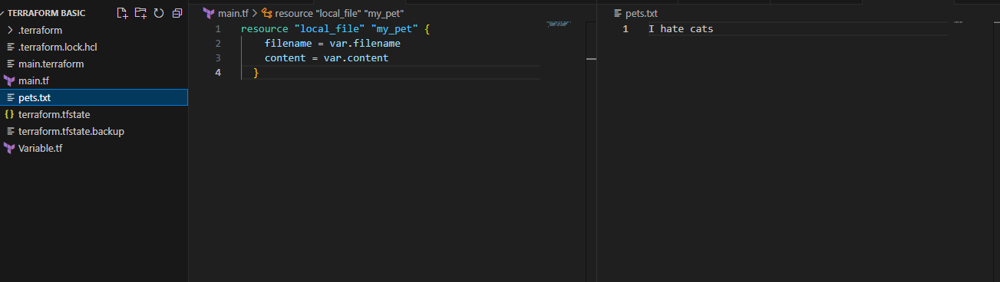 TERRAFORM BASIC
.terraform
.terraform.lock.hcl
main.terraform
main.tf
pets.txt
terraform.tfstate
terraform.tfstate.backup
Variable.tf
main.tf > resource "local_file" "my_pet"
1 resource "local_file" "my_pet" {
2 filename = var.filename
3 content = var.content
4 }
pets.txt
1 I hate cats